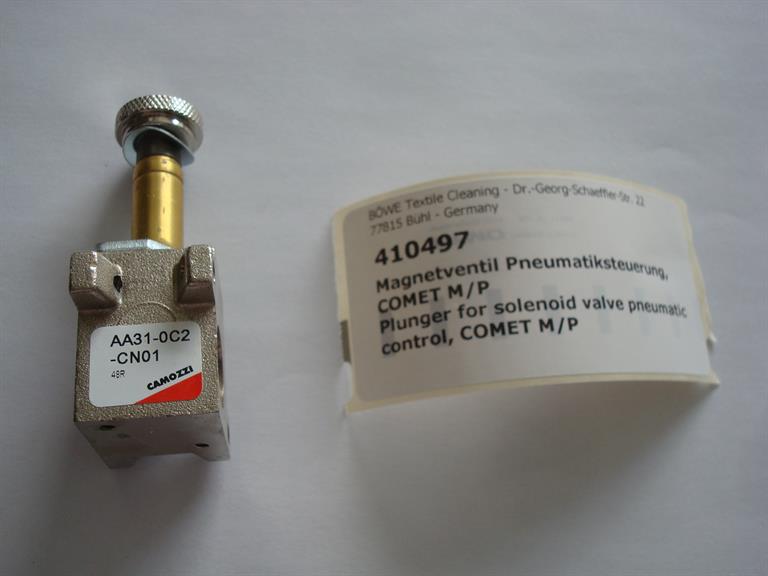 AA31-0C2
-CN01
48R
CAMOZZI
BÖWE Textile Cleaning - Dr.-Georg-Schaeffler-Str. 22
77815 Bühl - Germany
410497
Magnetventil Pneumatiksteuerung,
COMET M/P
Plunger for solenoid valve pneumatic
control, COMET M/P